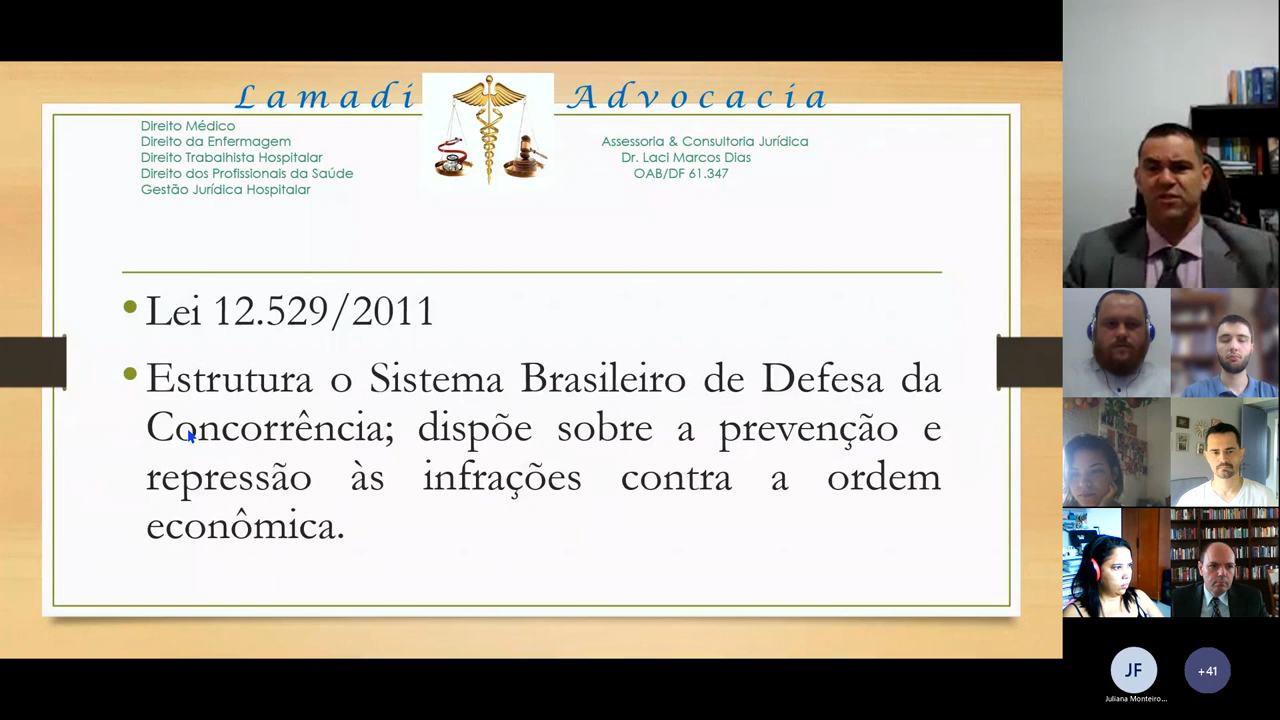 Lamadi Advocacia
Direito Médico
Direito da Enfermagem
Direito Trabalhista Hospitalar
Direito dos Profissionais da Saúde
Gestão Jurídica Hospitalar
Assessoria & Consultoria Jurídica
Dr. Laci Marcos Dias
OAB/DF 61.347
• Lei 12.529/2011
• Estrutura o Sistema Brasileiro de Defesa da
Concorrência; dispõe sobre a prevenção e
repressão às infrações contra a ordem
econômica.
JF
+41
Juliana Monteiro...